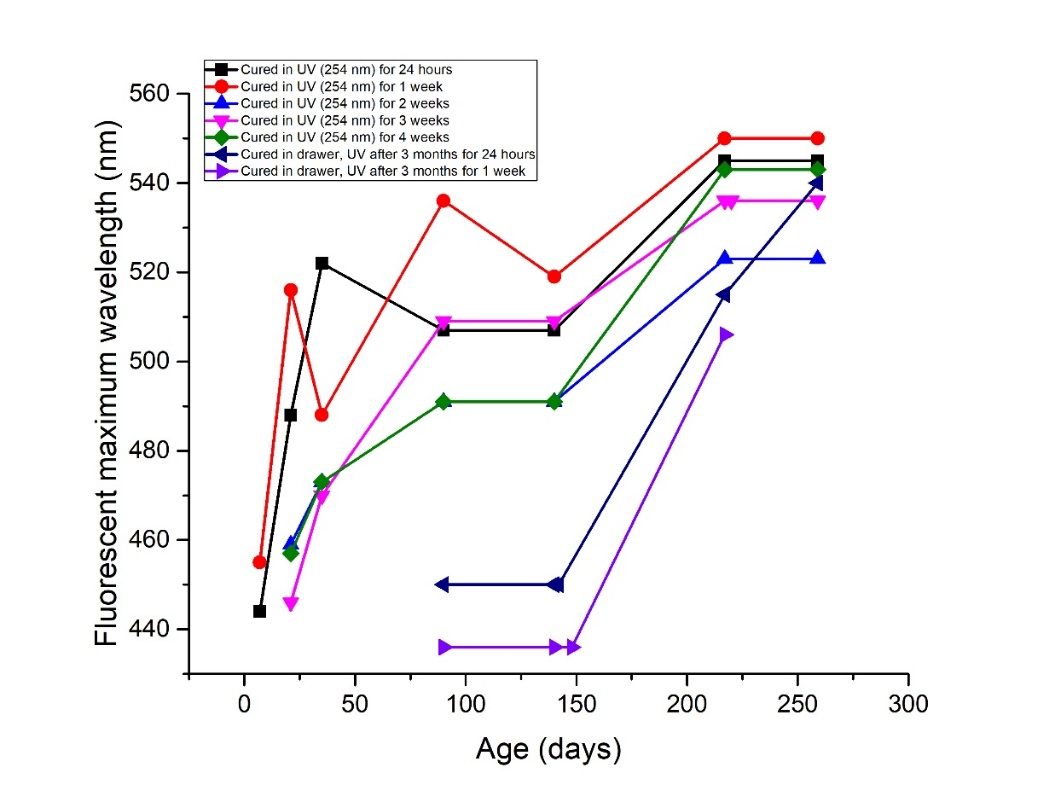 Cured in UV (254 nm) for 24 hours
Cured in UV (254 nm) for 1 week
Cured in UV (254 nm) for 2 weeks
Cured in UV (254 nm) for 3 weeks
Cured in UV (254 nm) for 4 weeks
Cured in drawer, UV after 3 months for 24 hours
Cured in drawer, UV after 3 months for 1 week
Fluorescent maximum wavelength (nm)
560
540
520
500
480
460
440
0 50 100 150 200 250 300
Age (days)